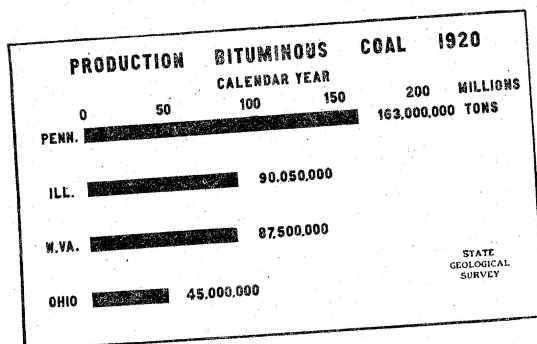 PRODUCTION BITUMINOUS COAL 1920
CALENDAR YEAR
0 50 100 150 200 MILLIONS
PENN. 163,000,000 TONS
ILL. 90.050,000
W.VA. 87,500,000
STATE
GEOLOGICAL
SURVEY
OHIO 45,000,000